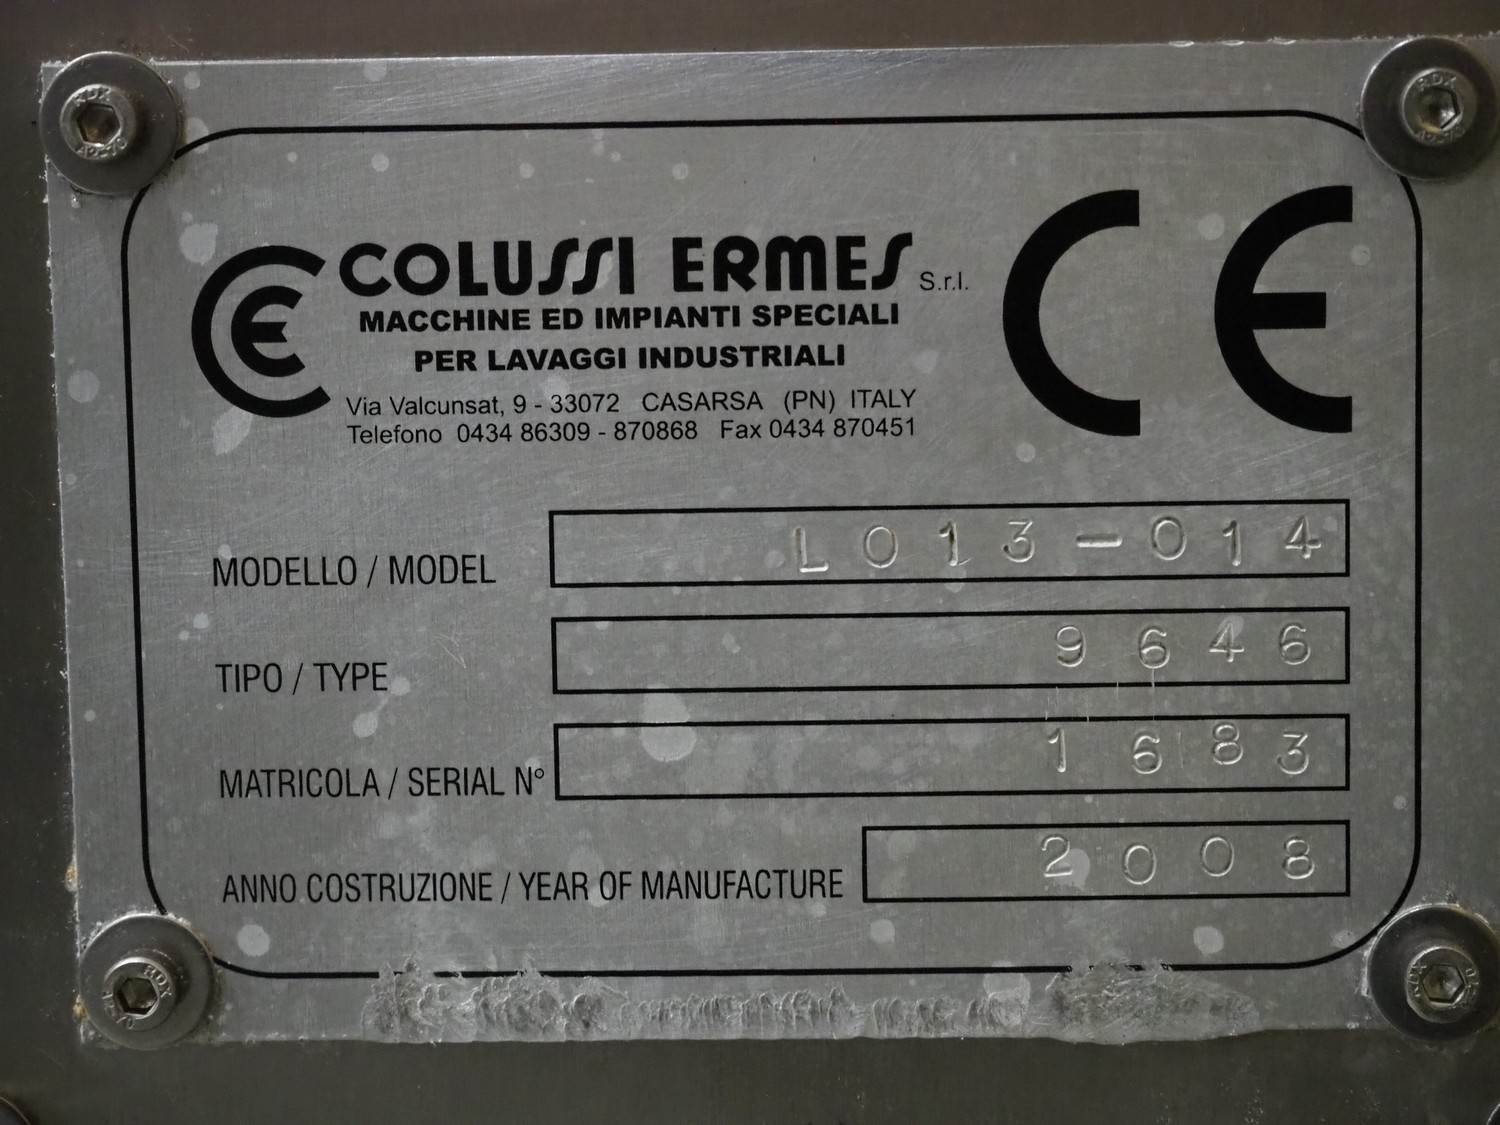 CE COLUSSI ERMES S.r.l.
MACCHINE ED IMPIANTI SPECIALI
PER LAVAGGI INDUSTRIALI
Via Valcunsat, 9 - 33072 CASARSA (PN) ITALY
Telefono 0434 86309 - 870868 Fax 0434 870451
CE
MODELLO / MODEL L013-014
TIPO / TYPE 9646
MATRICOLA / SERIAL N° 1683
ANNO COSTRUZIONE / YEAR OF MANUFACTURE 2008